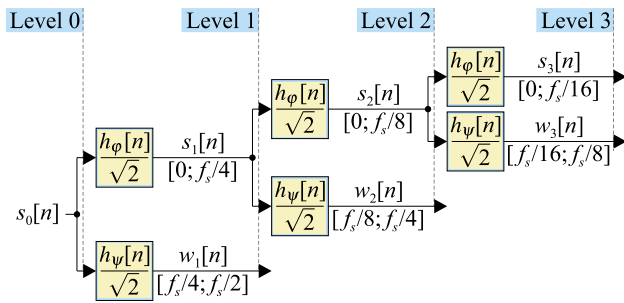 Level 0 Level 1 Level 2 Level 3
hφ[n]/√2 s₃[n] [0; fₛ/16]
hφ[n]/√2 s₂[n] [0; fₛ/8]
hψ[n]/√2 w₃[n] [fₛ/16; fₛ/8]
hφ[n]/√2 s₁[n] [0; fₛ/4]
hψ[n]/√2 w₂[n] [fₛ/8; fₛ/4]
s₀[n]
hψ[n]/√2 w₁[n] [fₛ/4; fₛ/2]